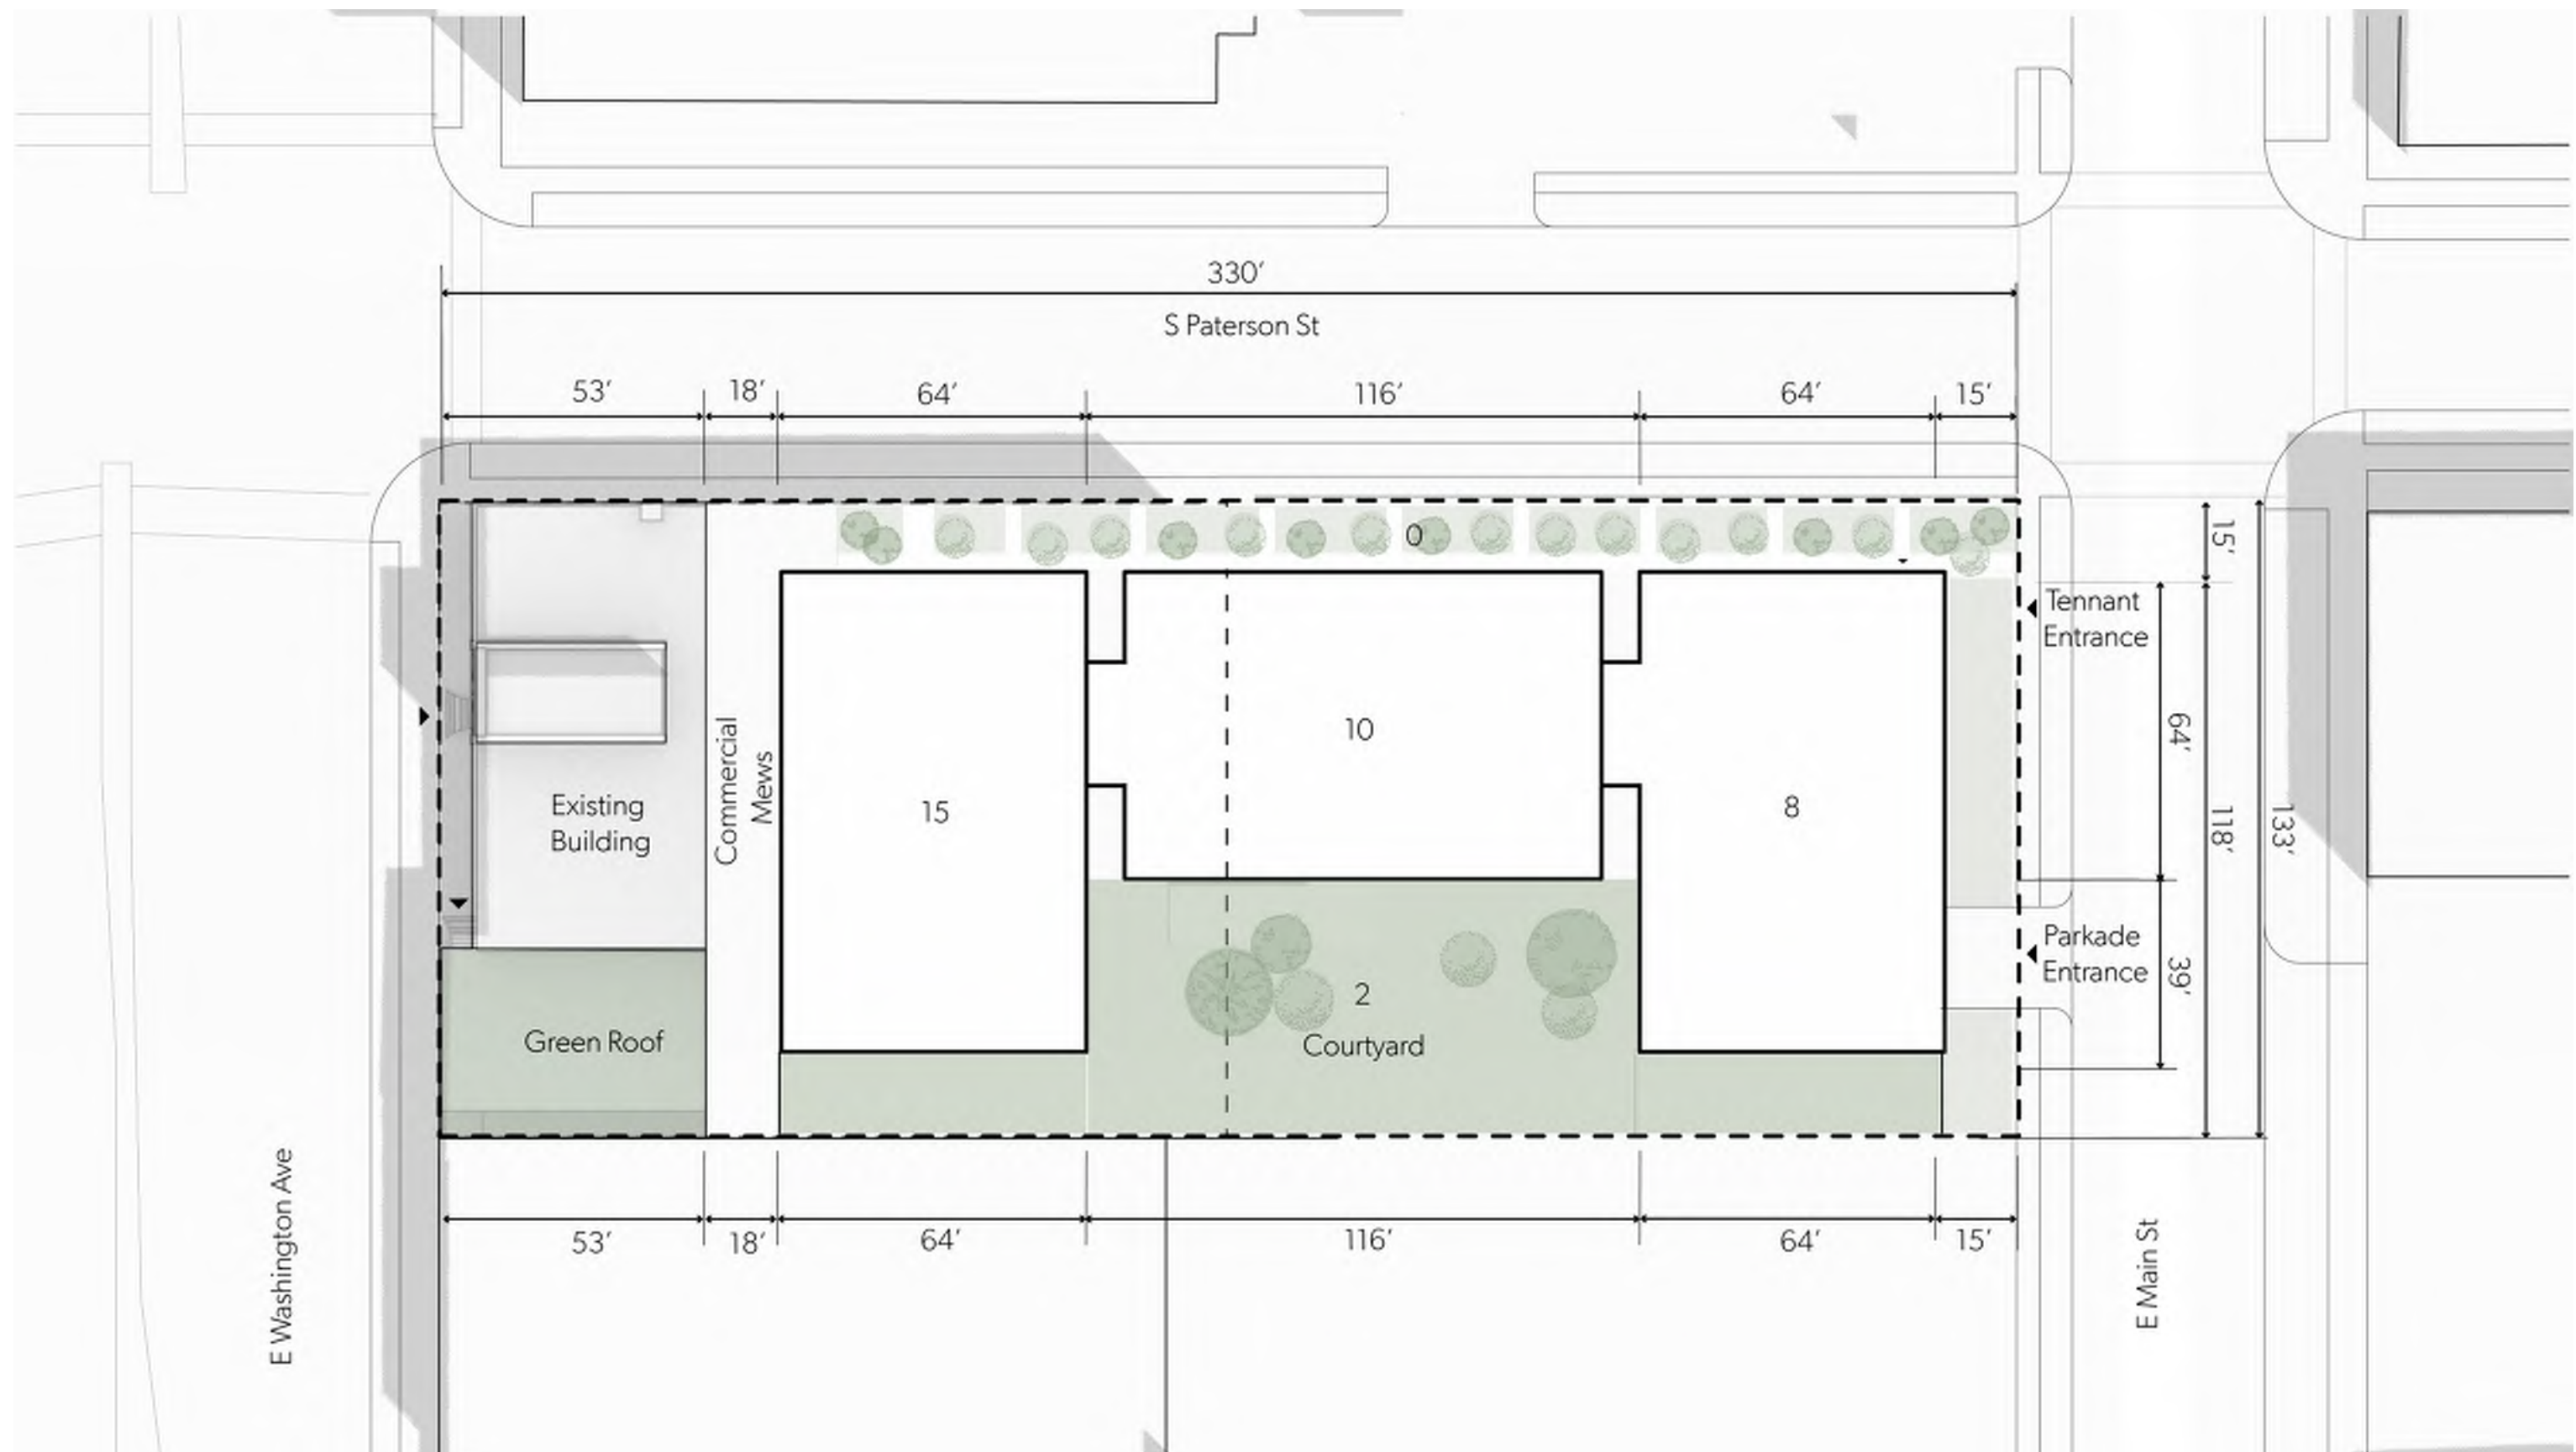 330′
S Paterson St
53′
18′
64′
116′
64′
15′
0
15′
Tennant
Entrance
64′
118′
133′
10
Commercial
Mews
Existing
Building
15
8
Parkade
Entrance
39′
2
Courtyard
Green Roof
E Washington Ave
53′
18′
64′
116′
64′
15′
E Main St